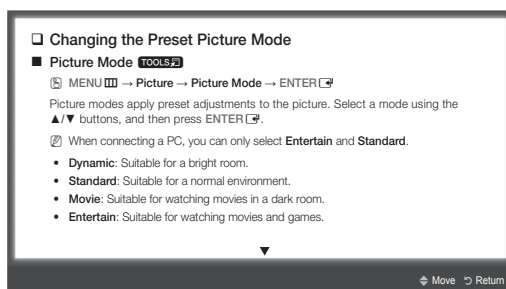 ❑ Changing the Preset Picture Mode
■ Picture Mode TOOLS
MENU → Picture → Picture Mode → ENTER
Picture modes apply preset adjustments to the picture. Select a mode using the
▲/▼ buttons, and then press ENTER.
When connecting a PC, you can only select Entertain and Standard.
• Dynamic: Suitable for a bright room.
• Standard: Suitable for a normal environment.
• Movie: Suitable for watching movies in a dark room.
• Entertain: Suitable for watching movies and games.
▼
Move Return